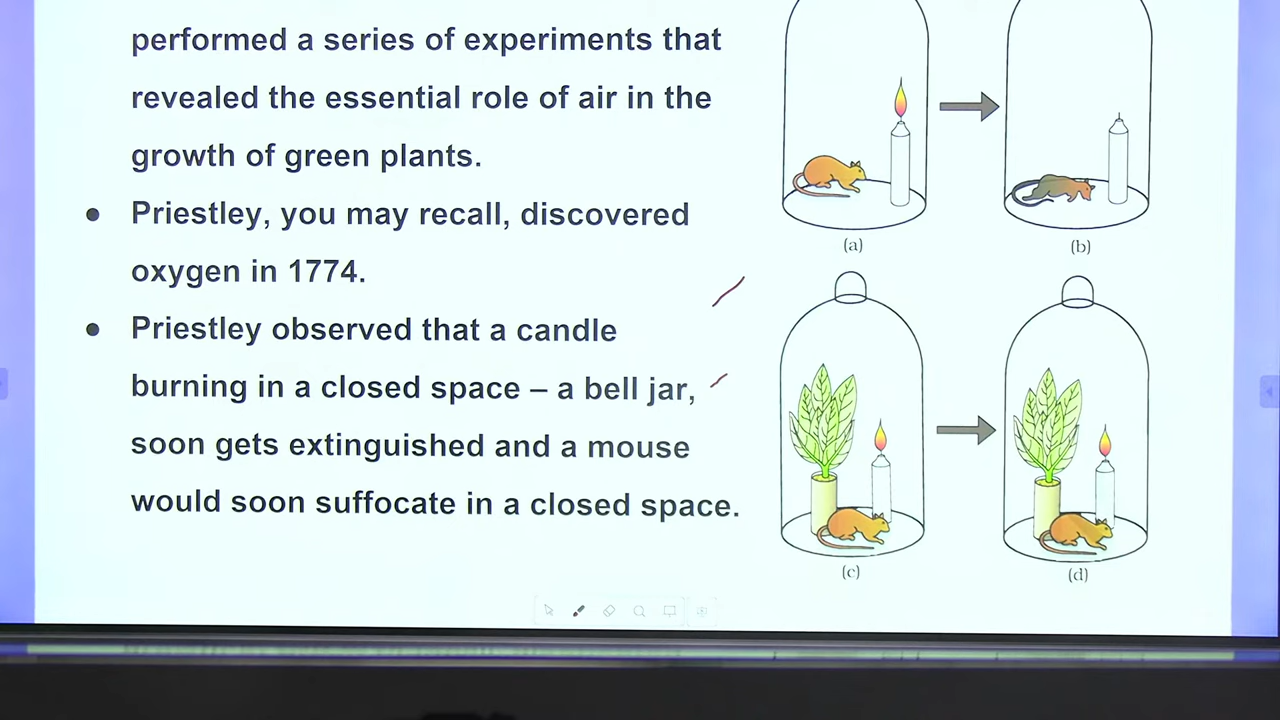 performed a series of experiments that
revealed the essential role of air in the
growth of green plants.
● Priestley, you may recall, discovered
oxygen in 1774.
● Priestley observed that a candle
burning in a closed space – a bell jar,
soon gets extinguished and a mouse
would soon suffocate in a closed space.
(a)
(b)
(c)
(d)